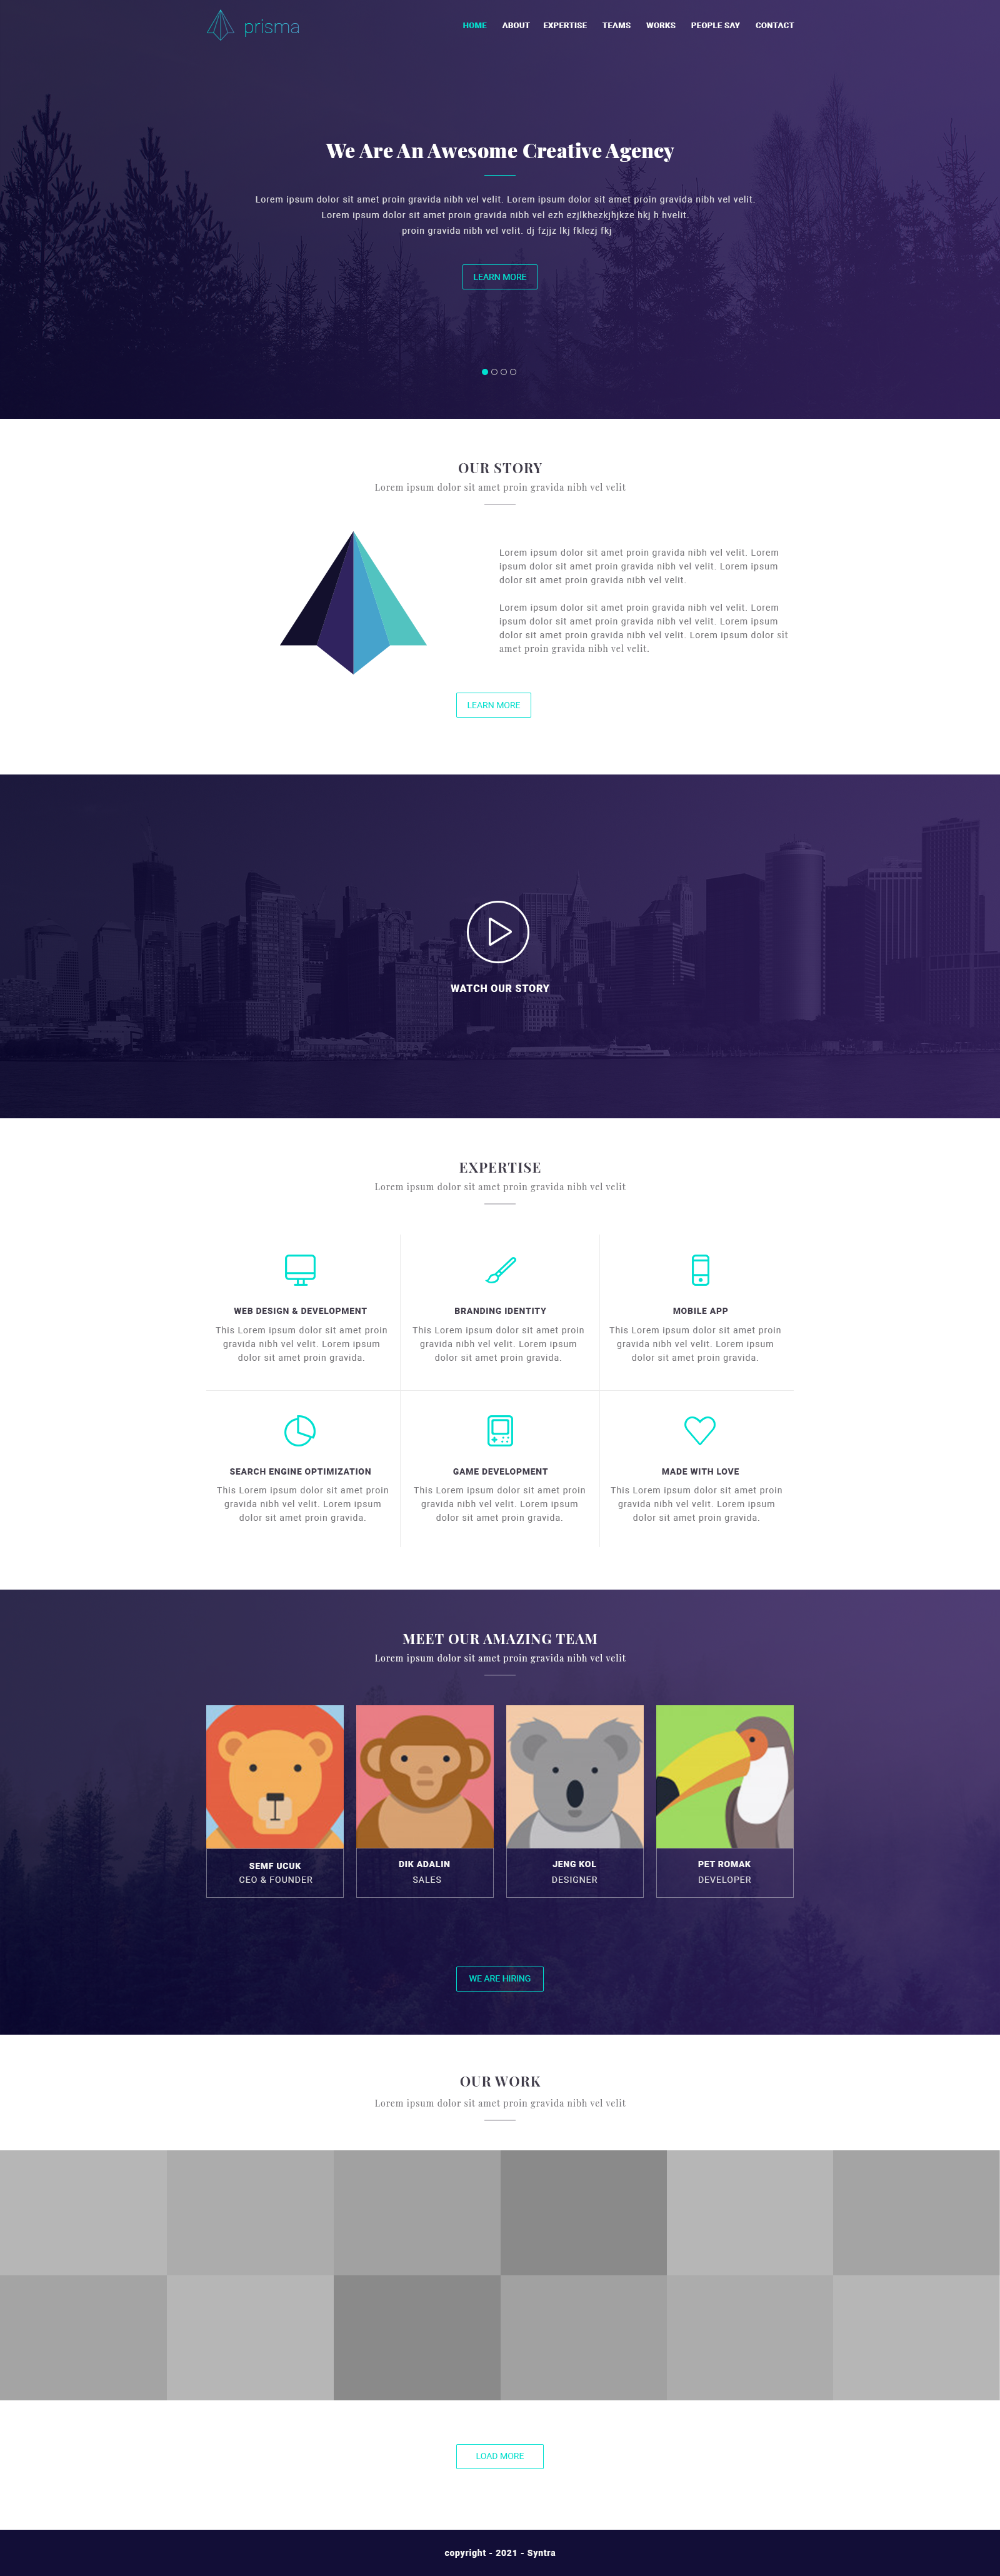 prisma
HOME ABOUT EXPERTISE TEAMS WORKS PEOPLE SAY CONTACT
We Are An Awesome Creative Agency
Lorem ipsum dolor sit amet proin gravida nibh vel velit. Lorem ipsum dolor sit amet proin gravida nibh vel velit.
Lorem ipsum dolor sit amet proin gravida nibh vel ezh ezjlkhezkjhjkze hkj h hvelit.
proin gravida nibh vel velit. dj fzjjz lkj fklezj fkj
LEARN MORE
OUR STORY
Lorem ipsum dolor sit amet proin gravida nibh vel velit
Lorem ipsum dolor sit amet proin gravida nibh vel velit. Lorem
ipsum dolor sit amet proin gravida nibh vel velit. Lorem ipsum
dolor sit amet proin gravida nibh vel velit.
Lorem ipsum dolor sit amet proin gravida nibh vel velit. Lorem
ipsum dolor sit amet proin gravida nibh vel velit. Lorem ipsum
dolor sit amet proin gravida nibh vel velit. Lorem ipsum dolor sit
amet proin gravida nibh vel velit.
LEARN MORE
WATCH OUR STORY
EXPERTISE
Lorem ipsum dolor sit amet proin gravida nibh vel velit
WEB DESIGN & DEVELOPMENT
This Lorem ipsum dolor sit amet proin
gravida nibh vel velit. Lorem ipsum
dolor sit amet proin gravida.
BRANDING IDENTITY
This Lorem ipsum dolor sit amet proin
gravida nibh vel velit. Lorem ipsum
dolor sit amet proin gravida.
MOBILE APP
This Lorem ipsum dolor sit amet proin
gravida nibh vel velit. Lorem ipsum
dolor sit amet proin gravida.
SEARCH ENGINE OPTIMIZATION
This Lorem ipsum dolor sit amet proin
gravida nibh vel velit. Lorem ipsum
dolor sit amet proin gravida.
GAME DEVELOPMENT
This Lorem ipsum dolor sit amet proin
gravida nibh vel velit. Lorem ipsum
dolor sit amet proin gravida.
MADE WITH LOVE
This Lorem ipsum dolor sit amet proin
gravida nibh vel velit. Lorem ipsum
dolor sit amet proin gravida.
MEET OUR AMAZING TEAM
Lorem ipsum dolor sit amet proin gravida nibh vel velit
SEMF UCUK
CEO & FOUNDER
DIK ADALIN
SALES
JENG KOL
DESIGNER
PET ROMAK
DEVELOPER
WE ARE HIRING
OUR WORK
Lorem ipsum dolor sit amet proin gravida nibh vel velit
LOAD MORE
copyright - 2021 - Syntra